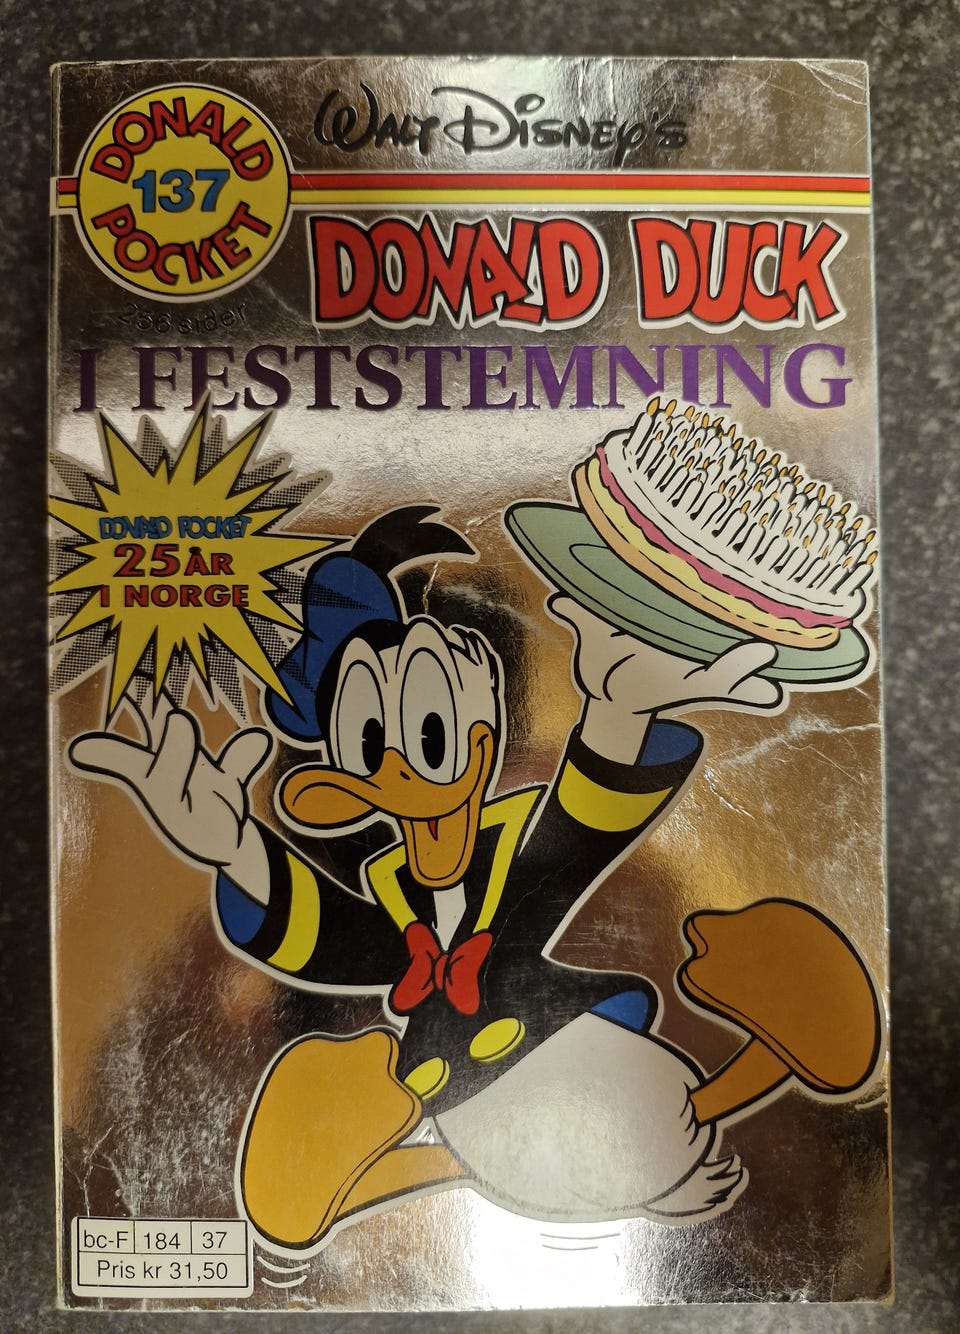 WALT DISNEY'S
DONALD
137
POCKET
DONALD DUCK
256 sider
I FESTSTEMNING
DONALD POCKET
25 ÅR
I NORGE
bc-F 184 37
Pris kr 31,50